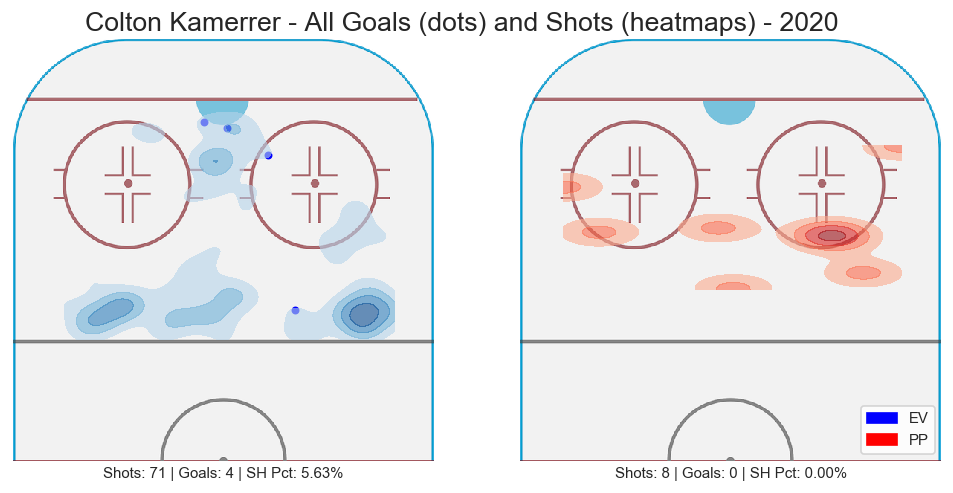 Colton Kamerrer - All Goals (dots) and Shots (heatmaps) - 2020
EV
PP
Shots: 71 | Goals: 4 | SH Pct: 5.63%
Shots: 8 | Goals: 0 | SH Pct: 0.00%